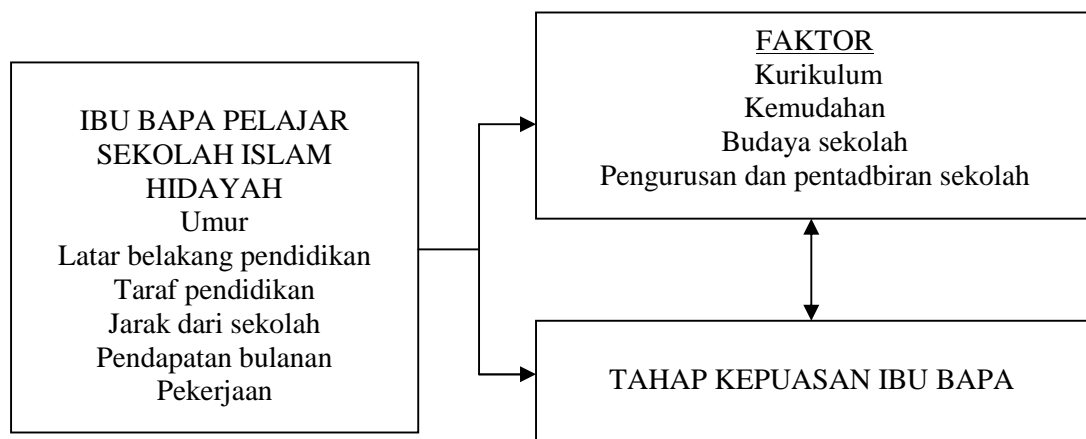 IBU BAPA PELAJAR
SEKOLAH ISLAM
HIDAYAH
Umur
Latar belakang pendidikan
Taraf pendidikan
Jarak dari sekolah
Pendapatan bulanan
Pekerjaan
FAKTOR
Kurikulum
Kemudahan
Budaya sekolah
Pengurusan dan pentadbiran sekolah
TAHAP KEPUASAN IBU BAPA